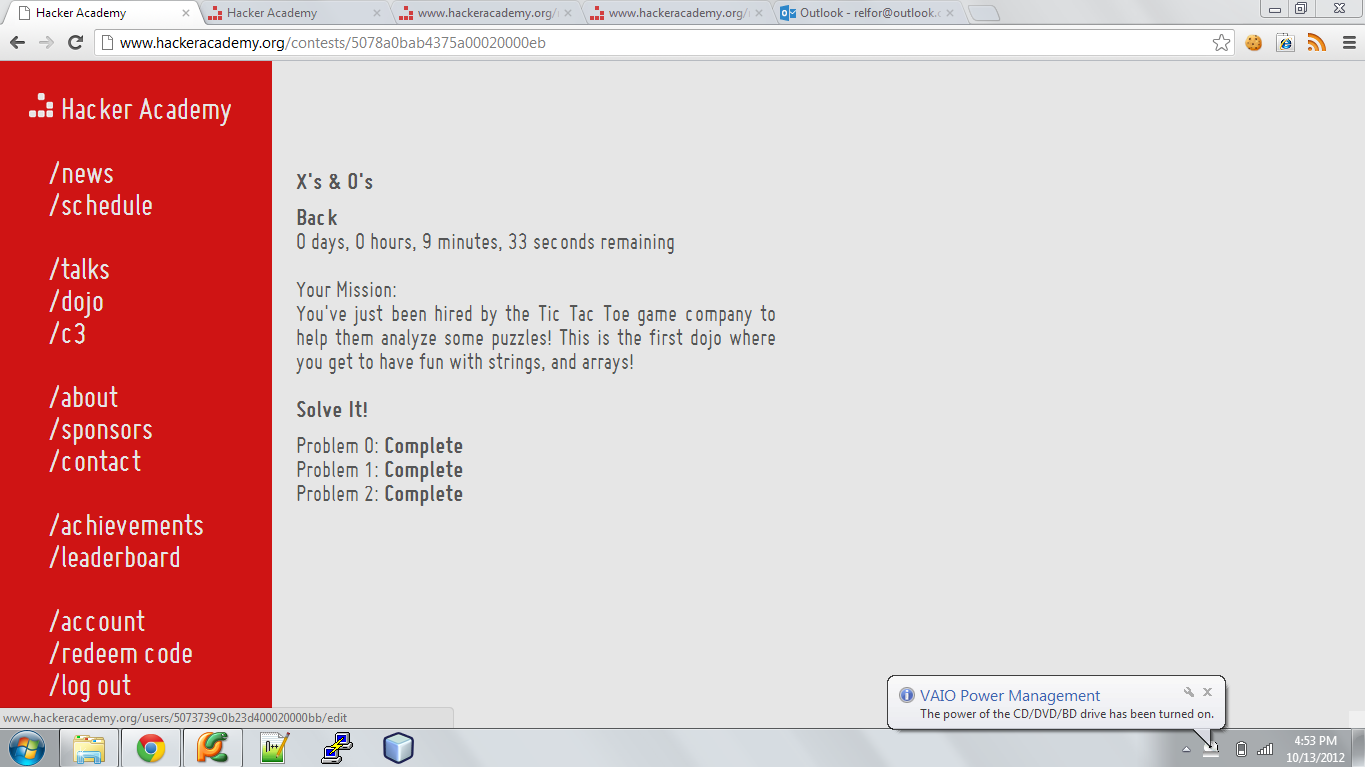 Hacker Academy
Hacker Academy
www.hackeracademy.org/
www.hackeracademy.org/
Outlook - relfor@outlook.c
www.hackeracademy.org/contests/5078a0bab4375a00020000eb
Hacker Academy
/news
/schedule
/talks
/dojo
/c3
/about
/sponsors
/contact
/achievements
/leaderboard
/account
/redeem code
/log out
X's & O's
Back
0 days, 0 hours, 9 minutes, 33 seconds remaining
Your Mission:
You've just been hired by the Tic Tac Toe game company to
help them analyze some puzzles! This is the first dojo where
you get to have fun with strings, and arrays!
Solve It!
Problem 0: Complete
Problem 1: Complete
Problem 2: Complete
VAIO Power Management
The power of the CD/DVD/BD drive has been turned on.
www.hackeracademy.org/users/5073739c0b23d400020000bb/edit
4:53 PM
10/13/2012